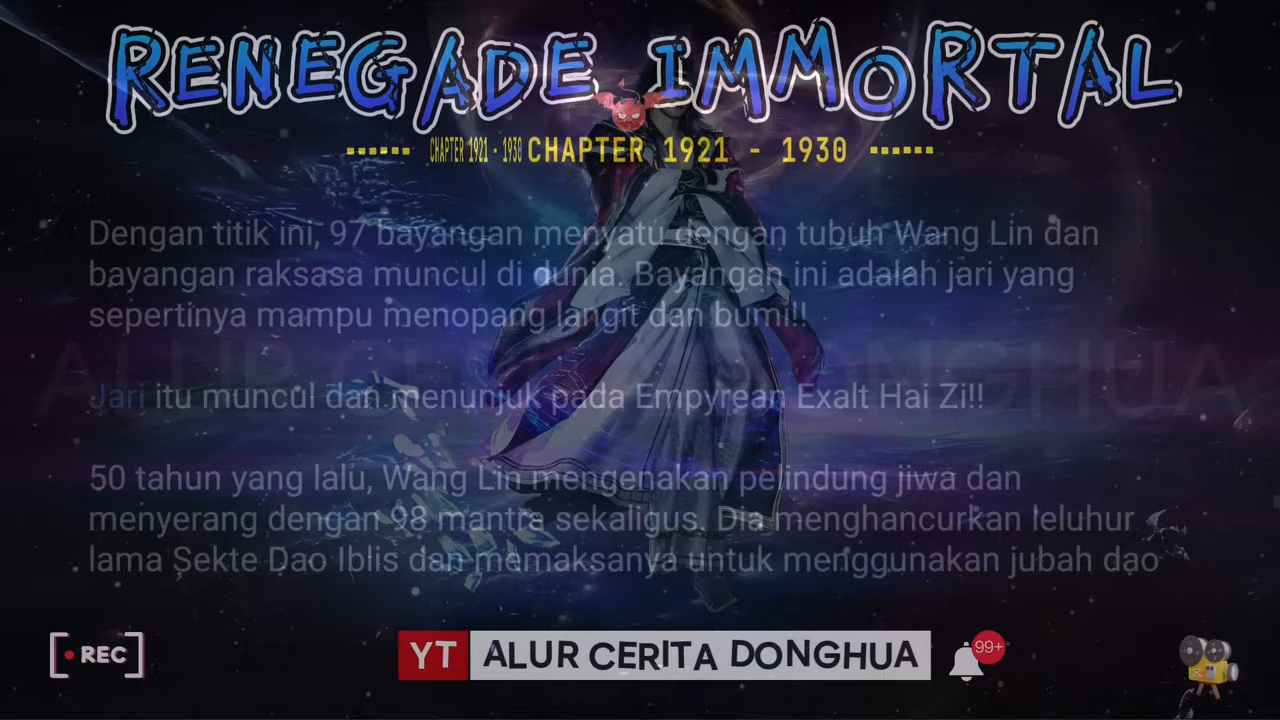 RENEGADE IMMORTAL
CHAPTER 1921 - 1930 CHAPTER 1921 - 1930
Dengan titik ini, 97 bayangan menyatu dengan tubuh Wang Lin dan
bayangan raksasa muncul di dunia. Bayangan ini adalah jari yang
sepertinya mampu menopang langit dan bumi!!
Jari itu muncul dan menunjuk pada Empyrean Exalt Hai Zi!!
50 tahun yang lalu, Wang Lin mengenakan pelindung jiwa dan
menyerang dengan 98 mantra sekaligus. Dia menghancurkan leluhur
lama Sekte Dao Iblis dan memaksanya untuk menggunakan jubah dao
ALUR CERITA DONGHUA
REC
YT ALUR CERITA DONGHUA
99+